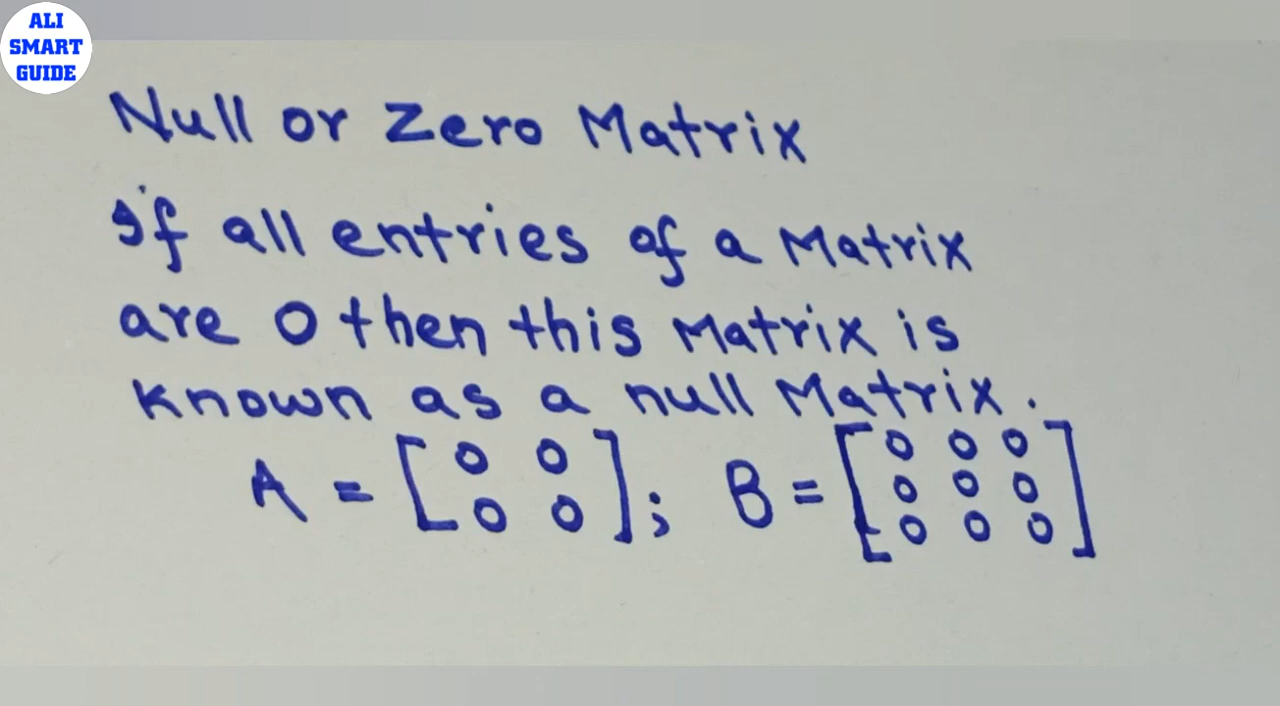 ALI
SMART
GUIDE
Null or Zero Matrix
If all entries of a Matrix
are 0 then this Matrix is
known as a null Matrix.
A = [0 0
0 0]; B = [0 0 0
0 0 0
0 0 0]